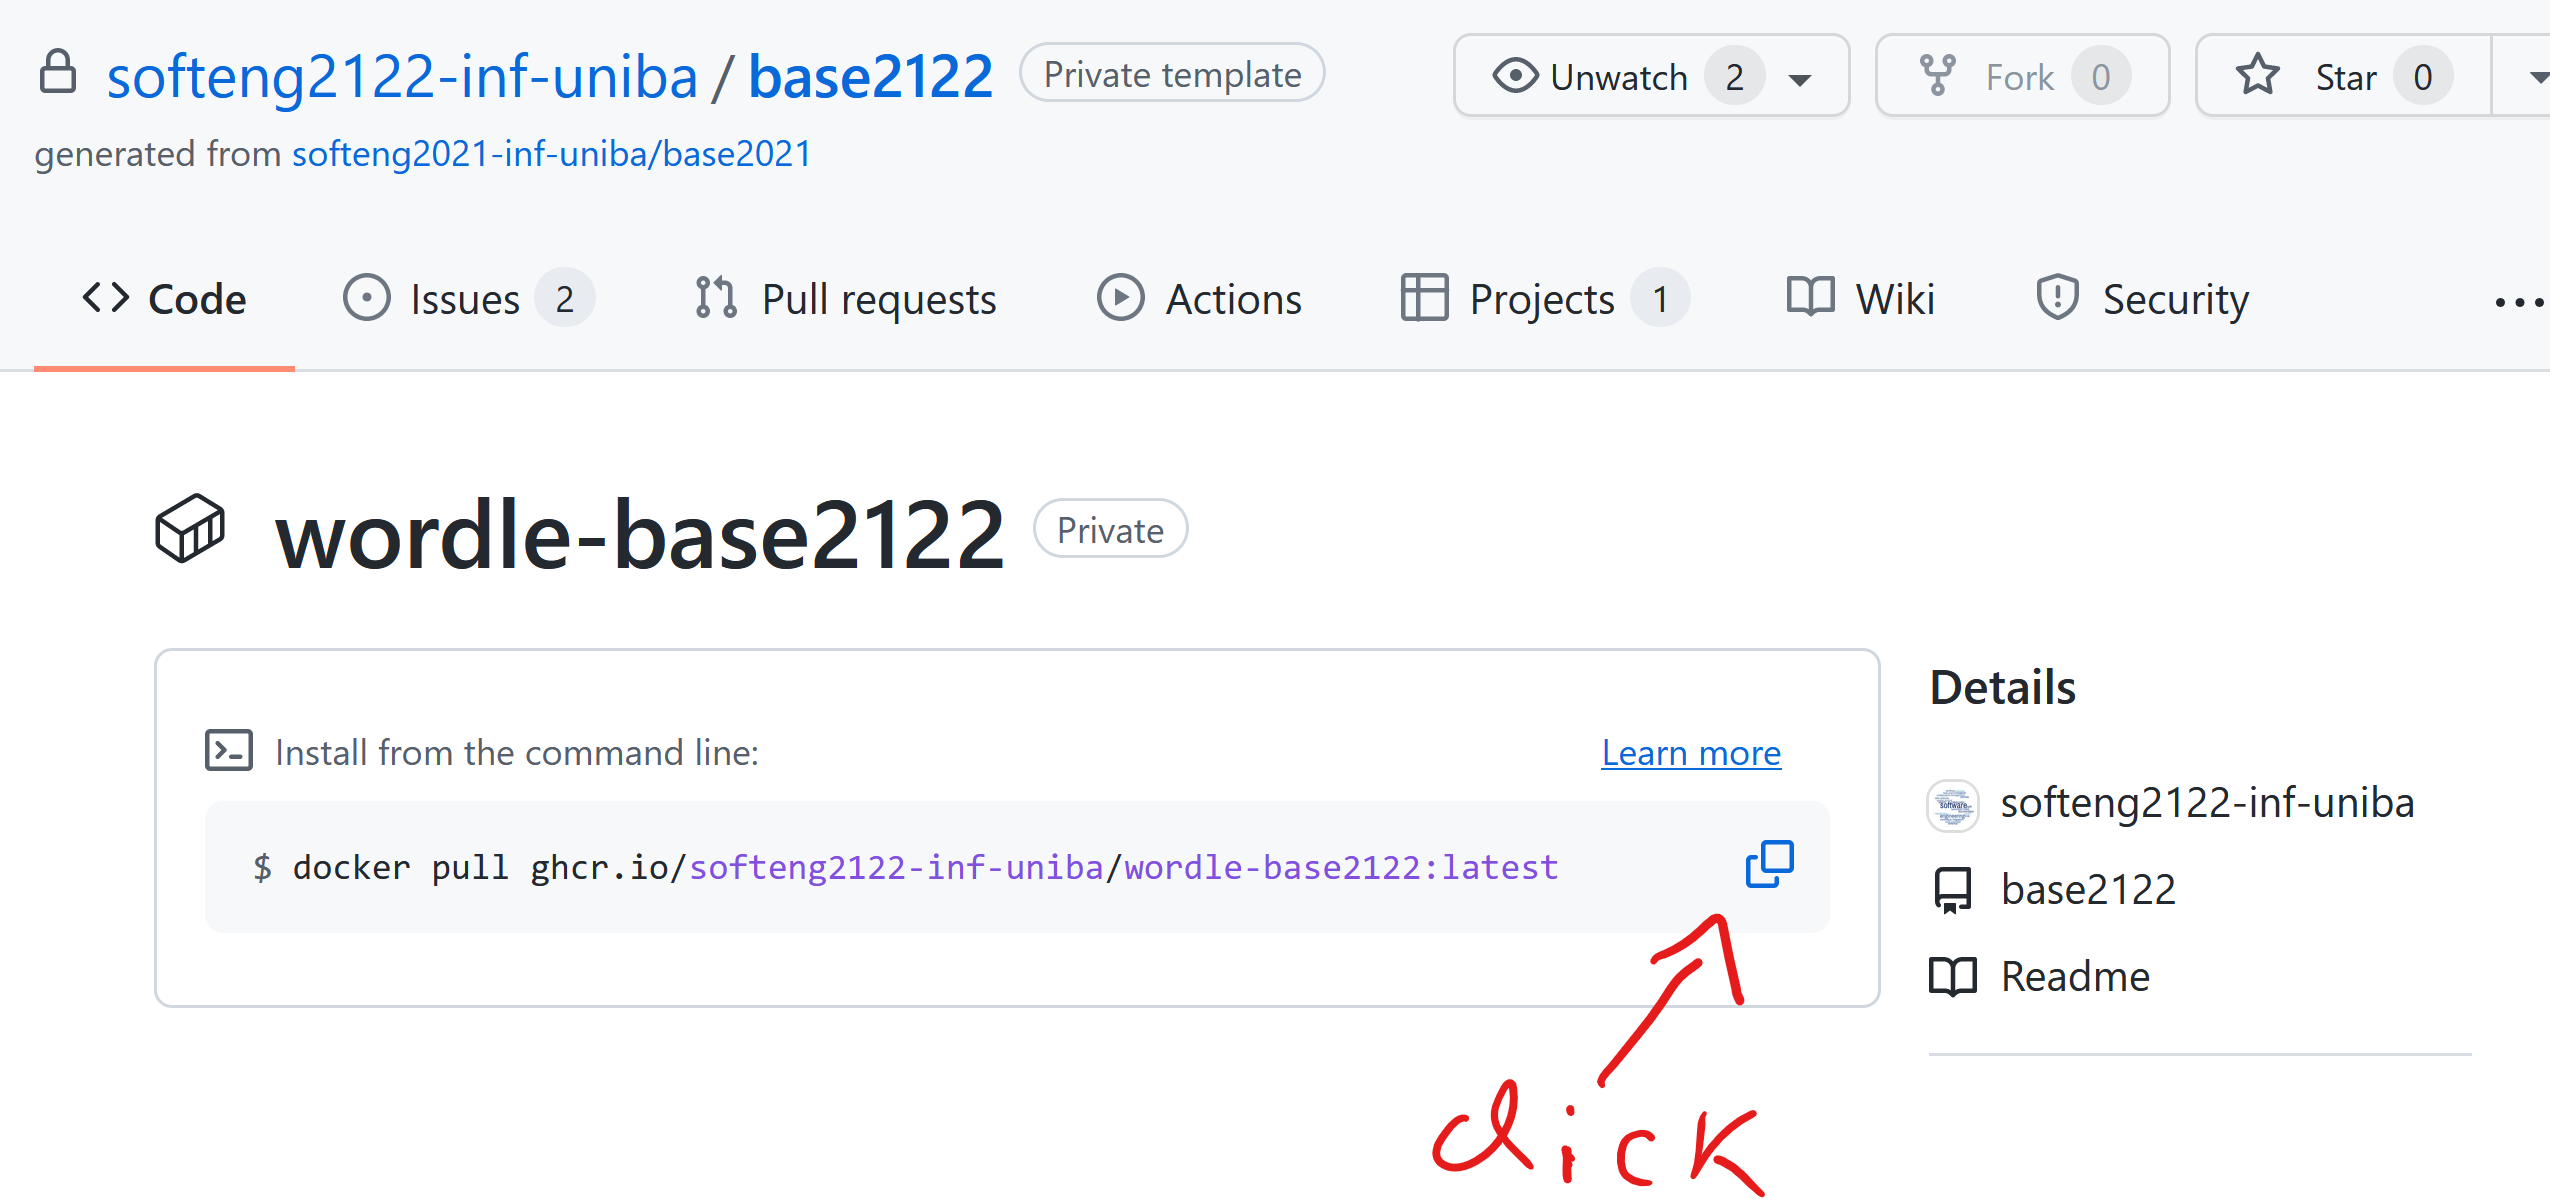 softeng2122-inf-uniba / base2122 Private template Unwatch 2 Fork 0 Star 0
generated from softeng2021-inf-uniba/base2021
Code Issues 2 Pull requests Actions Projects 1 Wiki Security ...
wordle-base2122 Private
Details
Install from the command line: Learn more
softeng2122-inf-uniba
$ docker pull ghcr.io/softeng2122-inf-uniba/wordle-base2122:latest
base2122
Readme
click